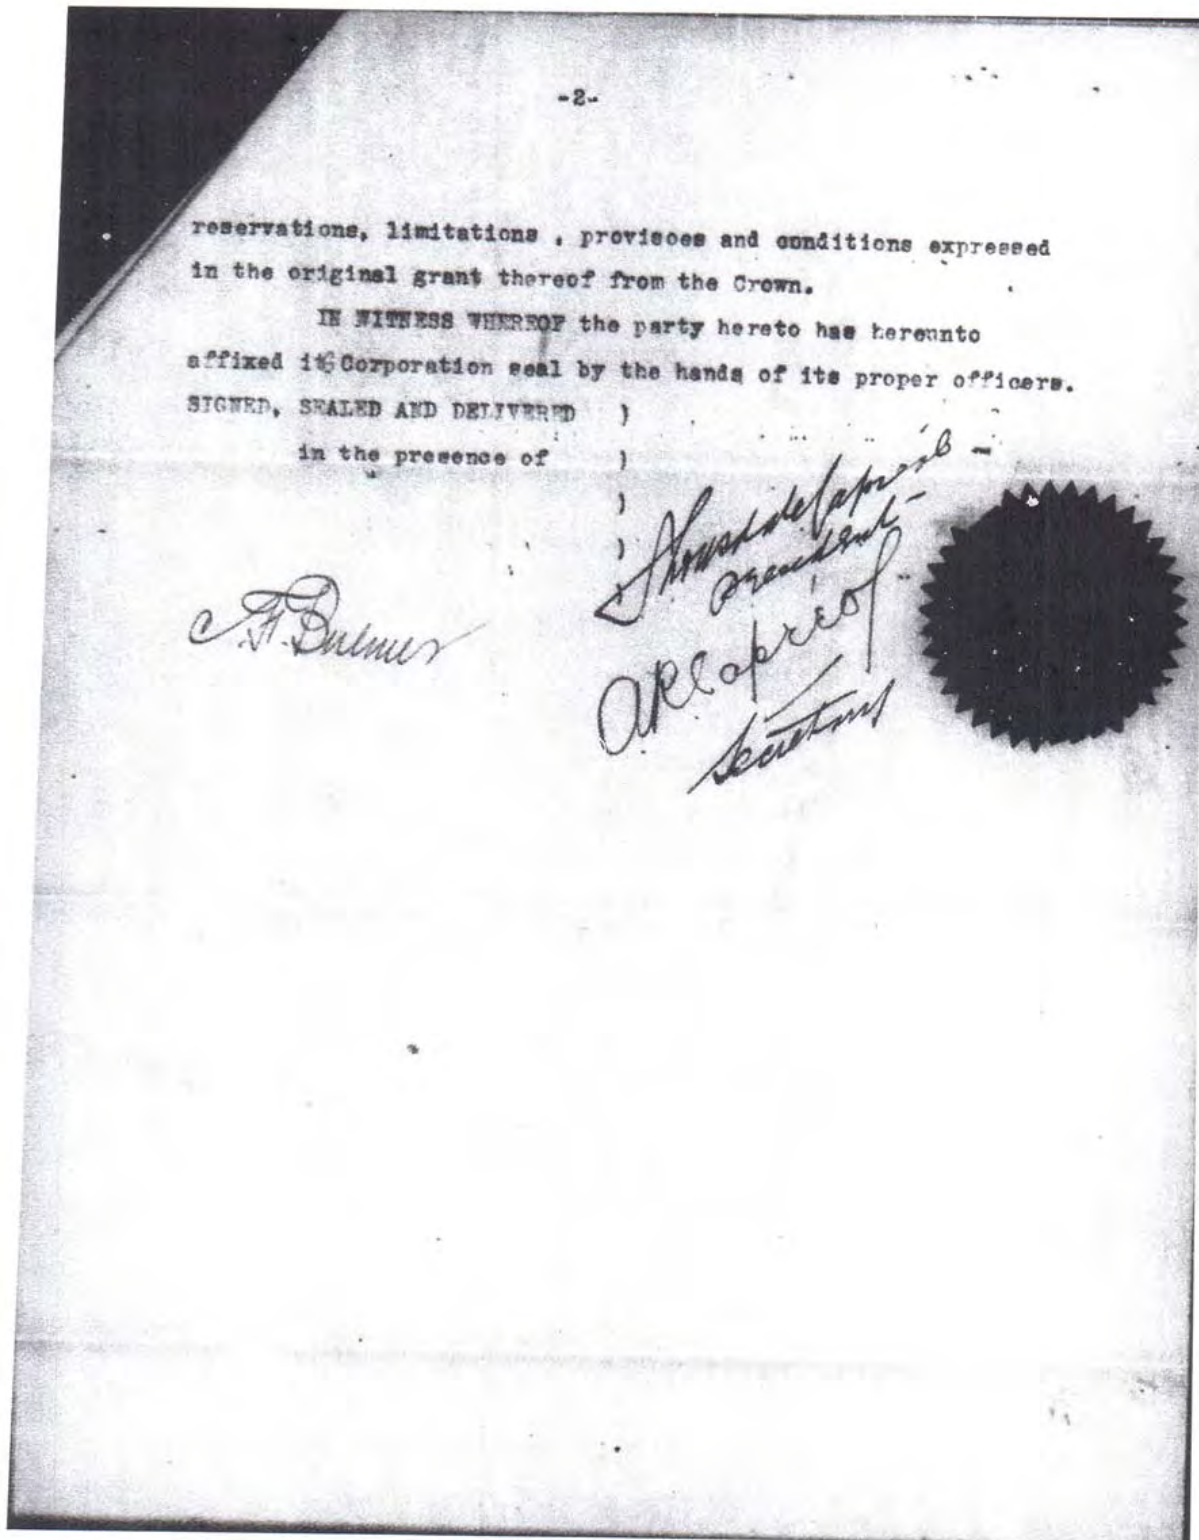 -2-
reservations, limitations , provisoes and conditions expressed
in the original grant thereof from the Crown.
IN WITNESS WHEREOF the party hereto has hereunto
affixed its Corporation seal by the hands of its proper officers.
SIGNED, SEALED AND DELIVERED )
in the presence of )
)
)
President-
A R Capreol
Secretary